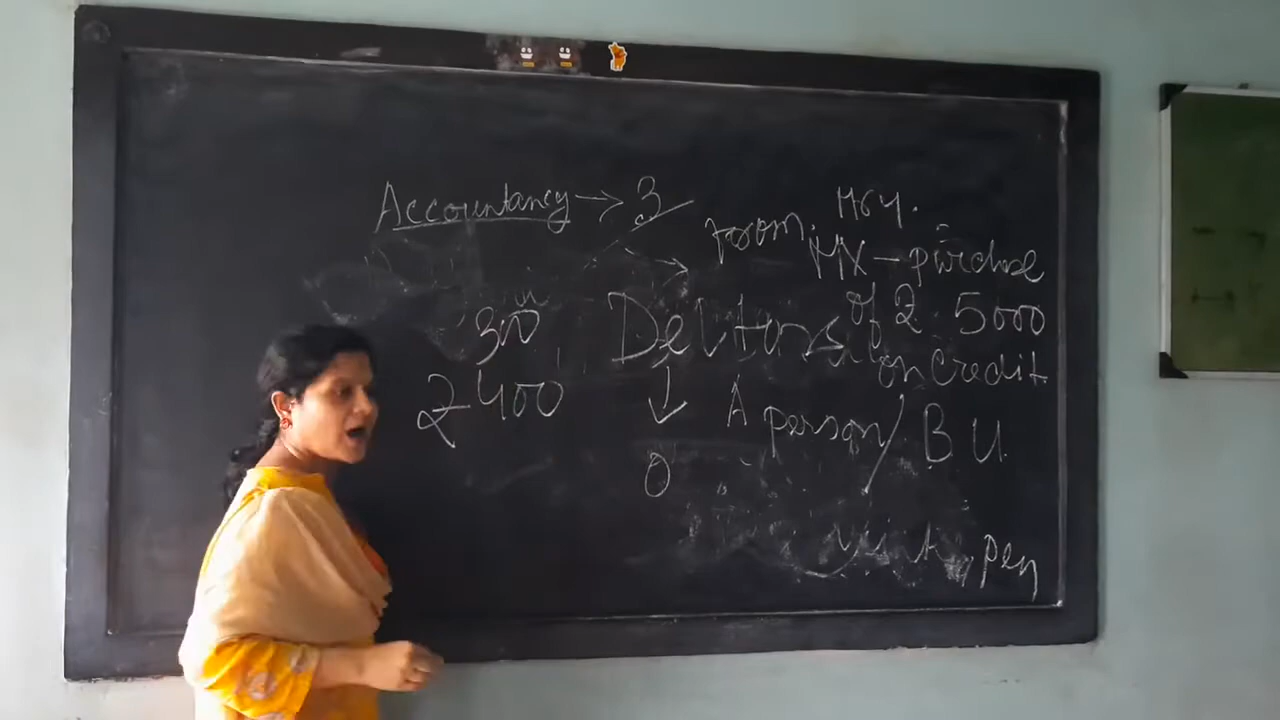 Accountancy → 3
from
MX - purchase
of ₹ 5000
on credit.
300
Debtors
₹ 400
↓
A person/ B U.
0
pen